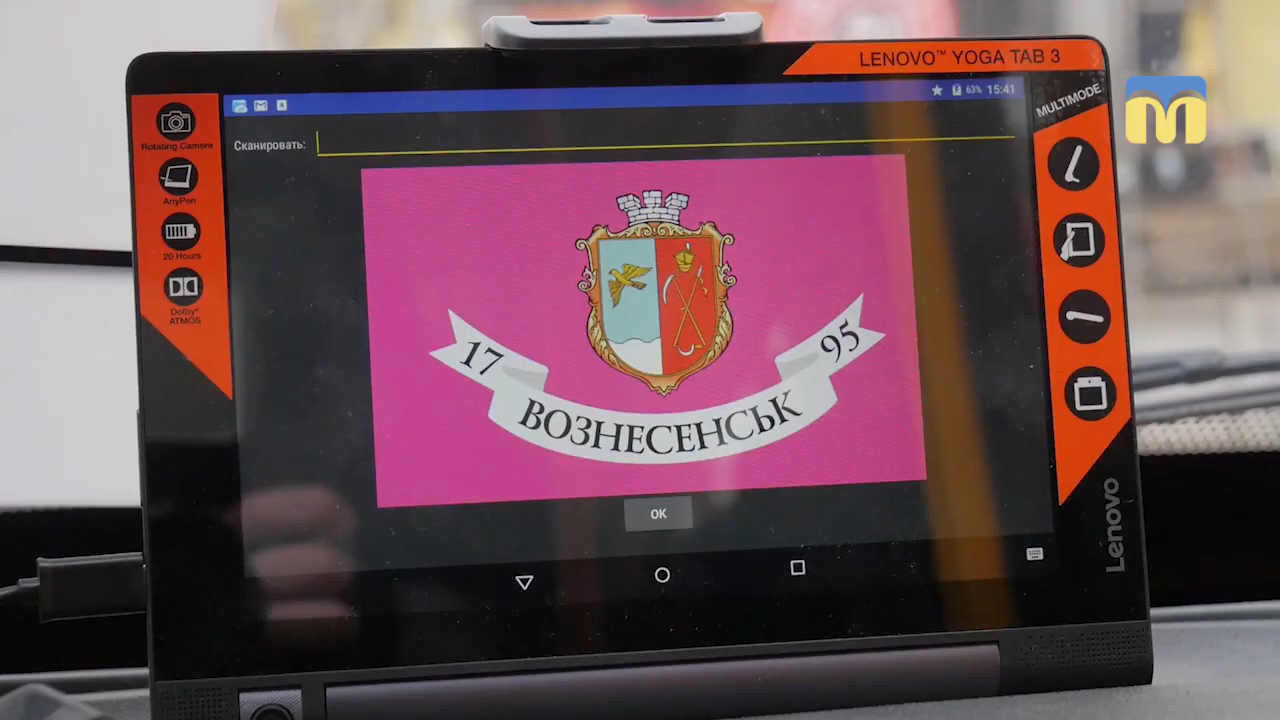 LENOVO™ YOGA TAB 3
63% 15:41
MULTIMODE
Rotating Camera
AnyPen
20 Hours
Dolby®
ATMOS
Сканировать:
17 95
ВОЗНЕСЕНСЬК
OK
Lenovo